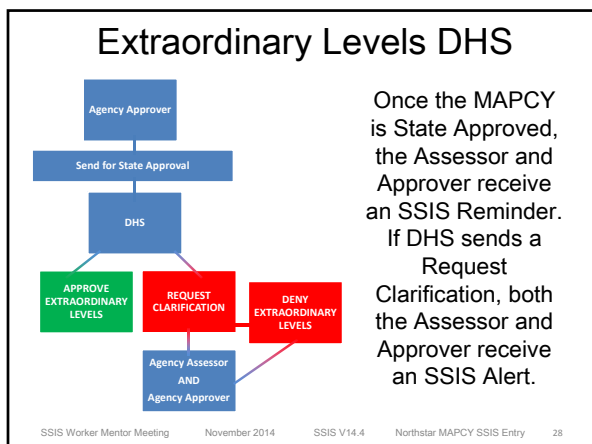 Extraordinary Levels DHS
Agency Approver
Send for State Approval
DHS
APPROVE
EXTRAORDINARY
LEVELS
REQUEST
CLARIFICATION
DENY
EXTRAORDINARY
LEVELS
Agency Assessor
AND
Agency Approver
Once the MAPCY
is State Approved,
the Assessor and
Approver receive
an SSIS Reminder.
If DHS sends a
Request
Clarification, both
the Assessor and
Approver receive
an SSIS Alert.
SSIS Worker Mentor Meeting November 2014 SSIS V14.4 Northstar MAPCY SSIS Entry 28